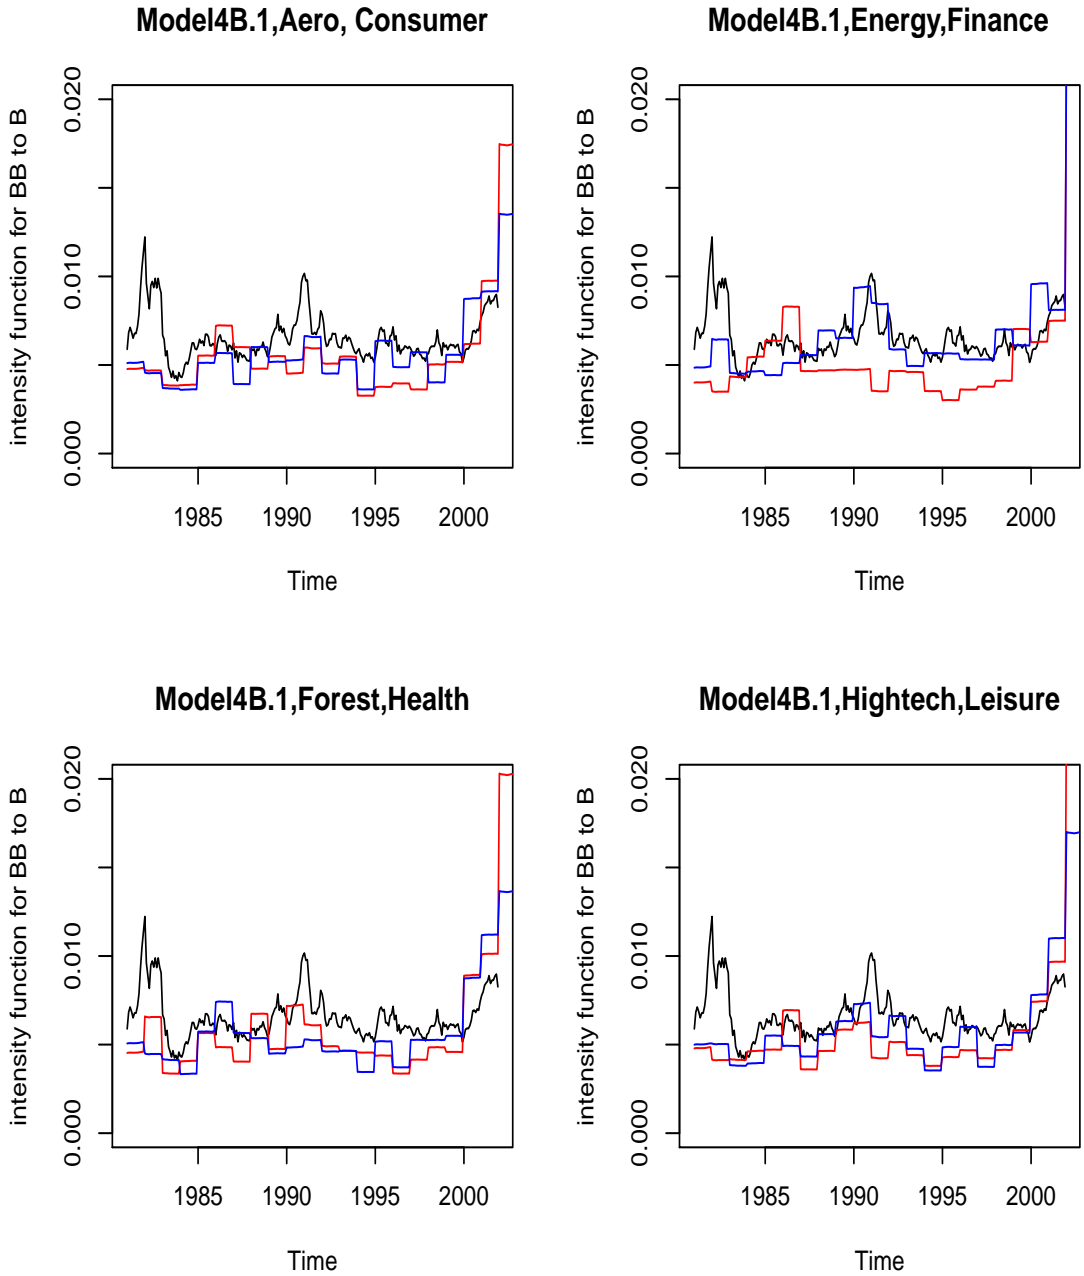 Model4B.1,Aero, Consumer
intensity function for BB to B
0.000
0.010
0.020
1985
1990
1995
2000
Time
Model4B.1,Energy,Finance
intensity function for BB to B
0.000
0.010
0.020
1985
1990
1995
2000
Time
Model4B.1,Forest,Health
intensity function for BB to B
0.000
0.010
0.020
1985
1990
1995
2000
Time
Model4B.1,Hightech,Leisure
intensity function for BB to B
0.000
0.010
0.020
1985
1990
1995
2000
Time